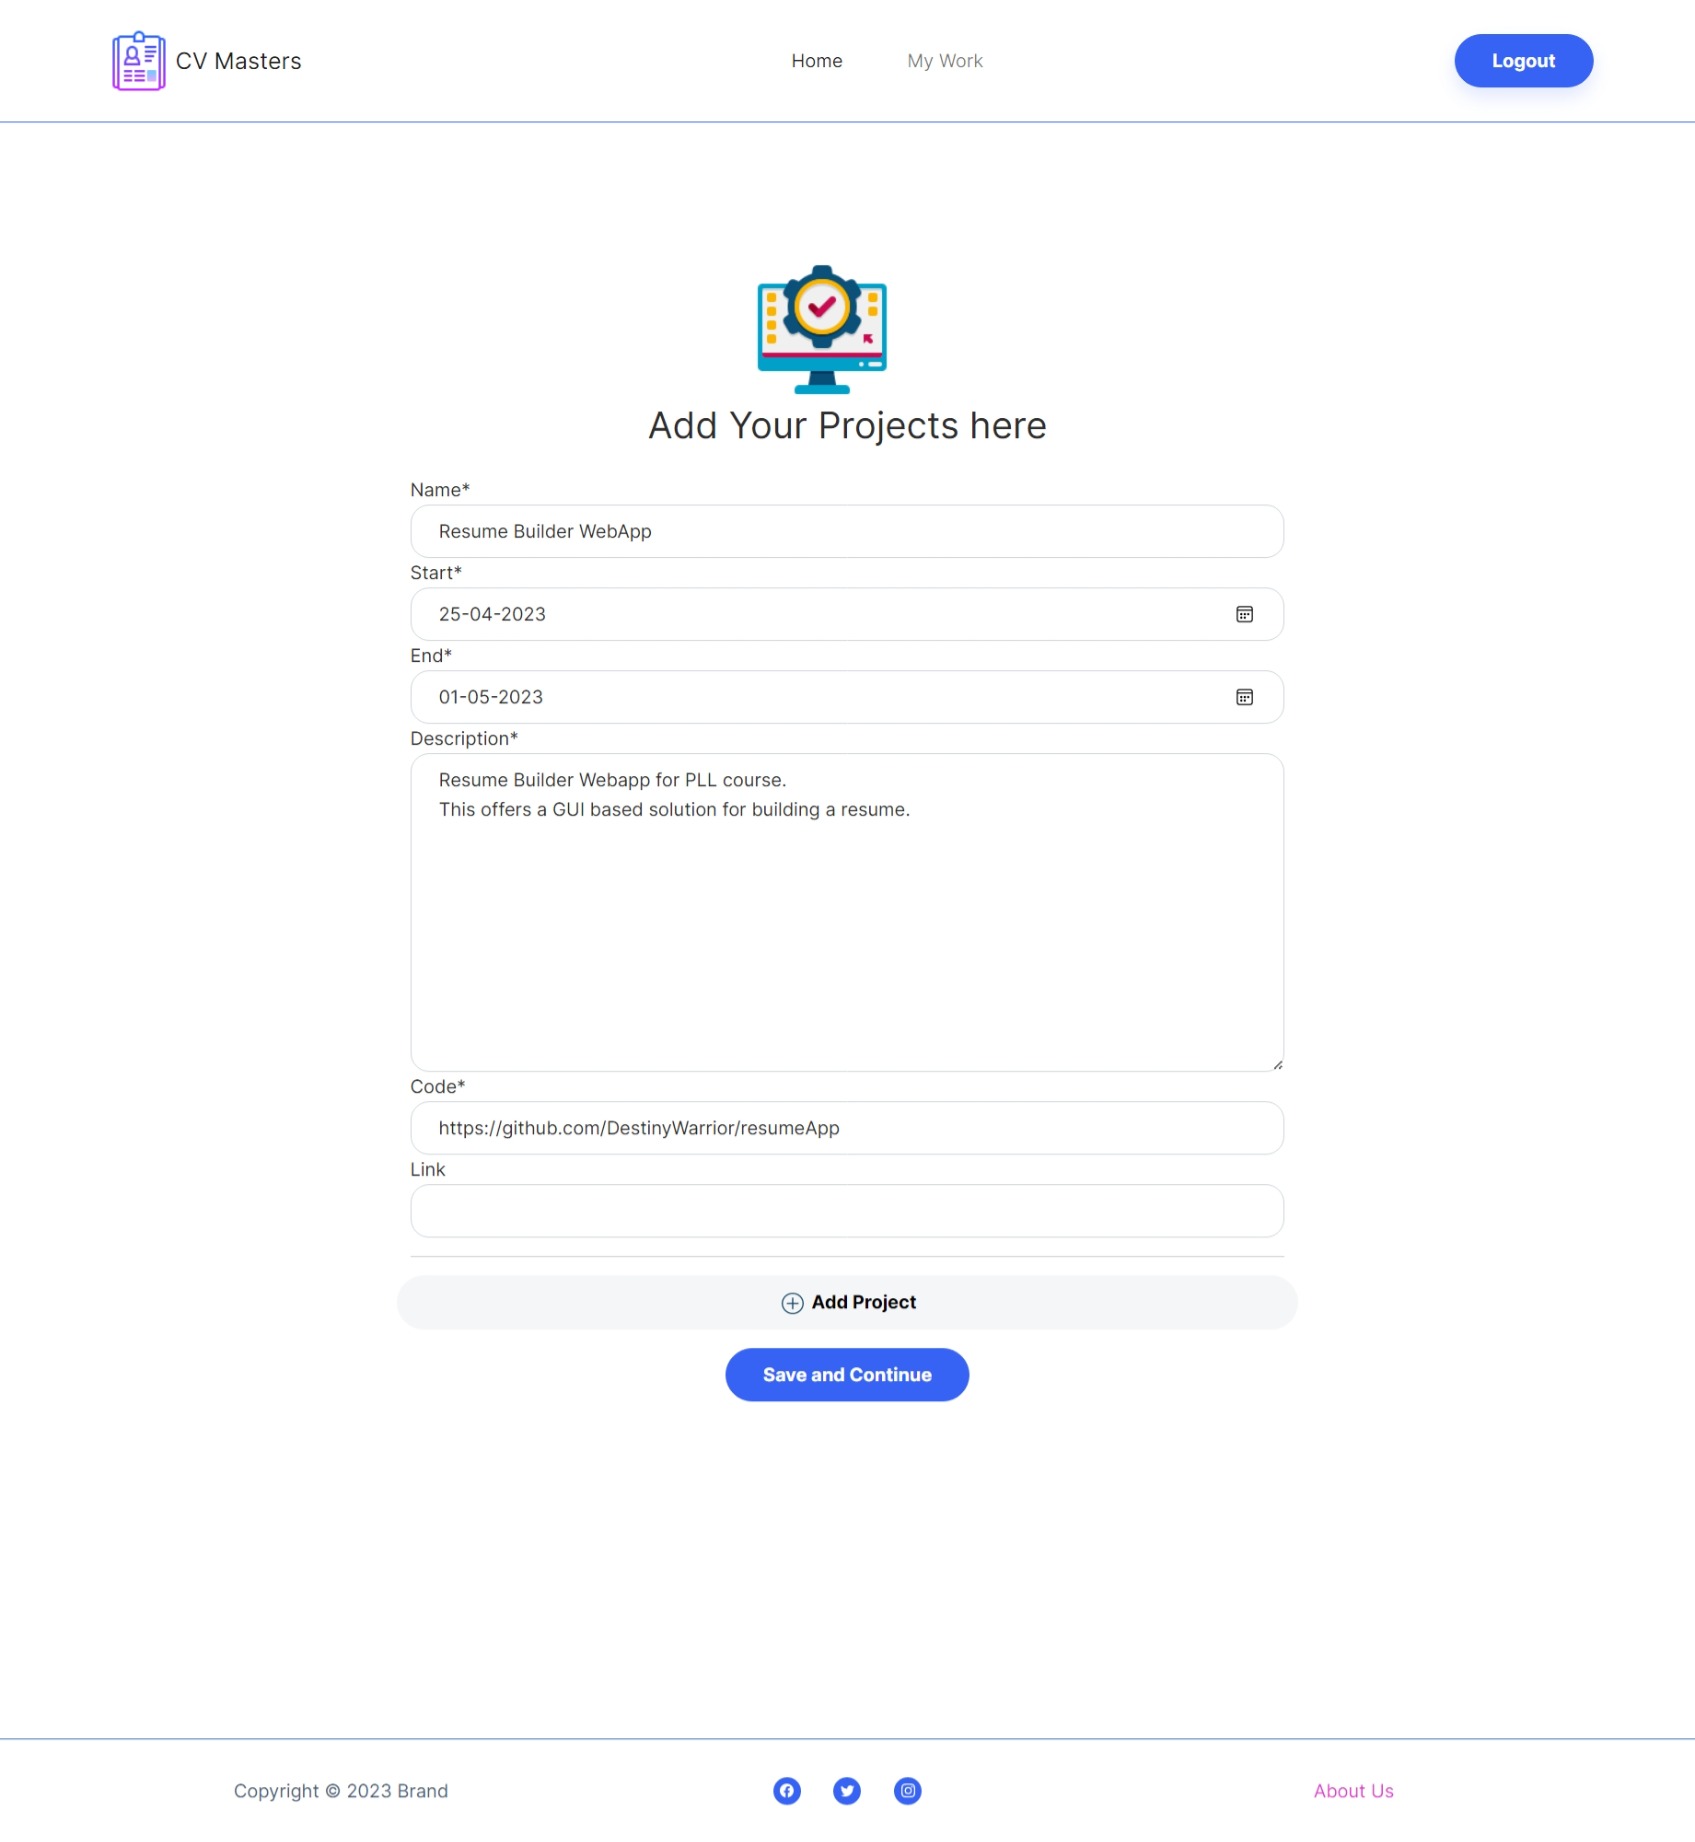 CV Masters
Home
My Work
Logout
Add Your Projects here
Name*
Resume Builder WebApp
Start*
25-04-2023
End*
01-05-2023
Description*
Resume Builder Webapp for PLL course.
This offers a GUI based solution for building a resume.
Code*
https://github.com/DestinyWarrior/resumeApp
Link
Add Project
Save and Continue
Copyright © 2023 Brand
About Us